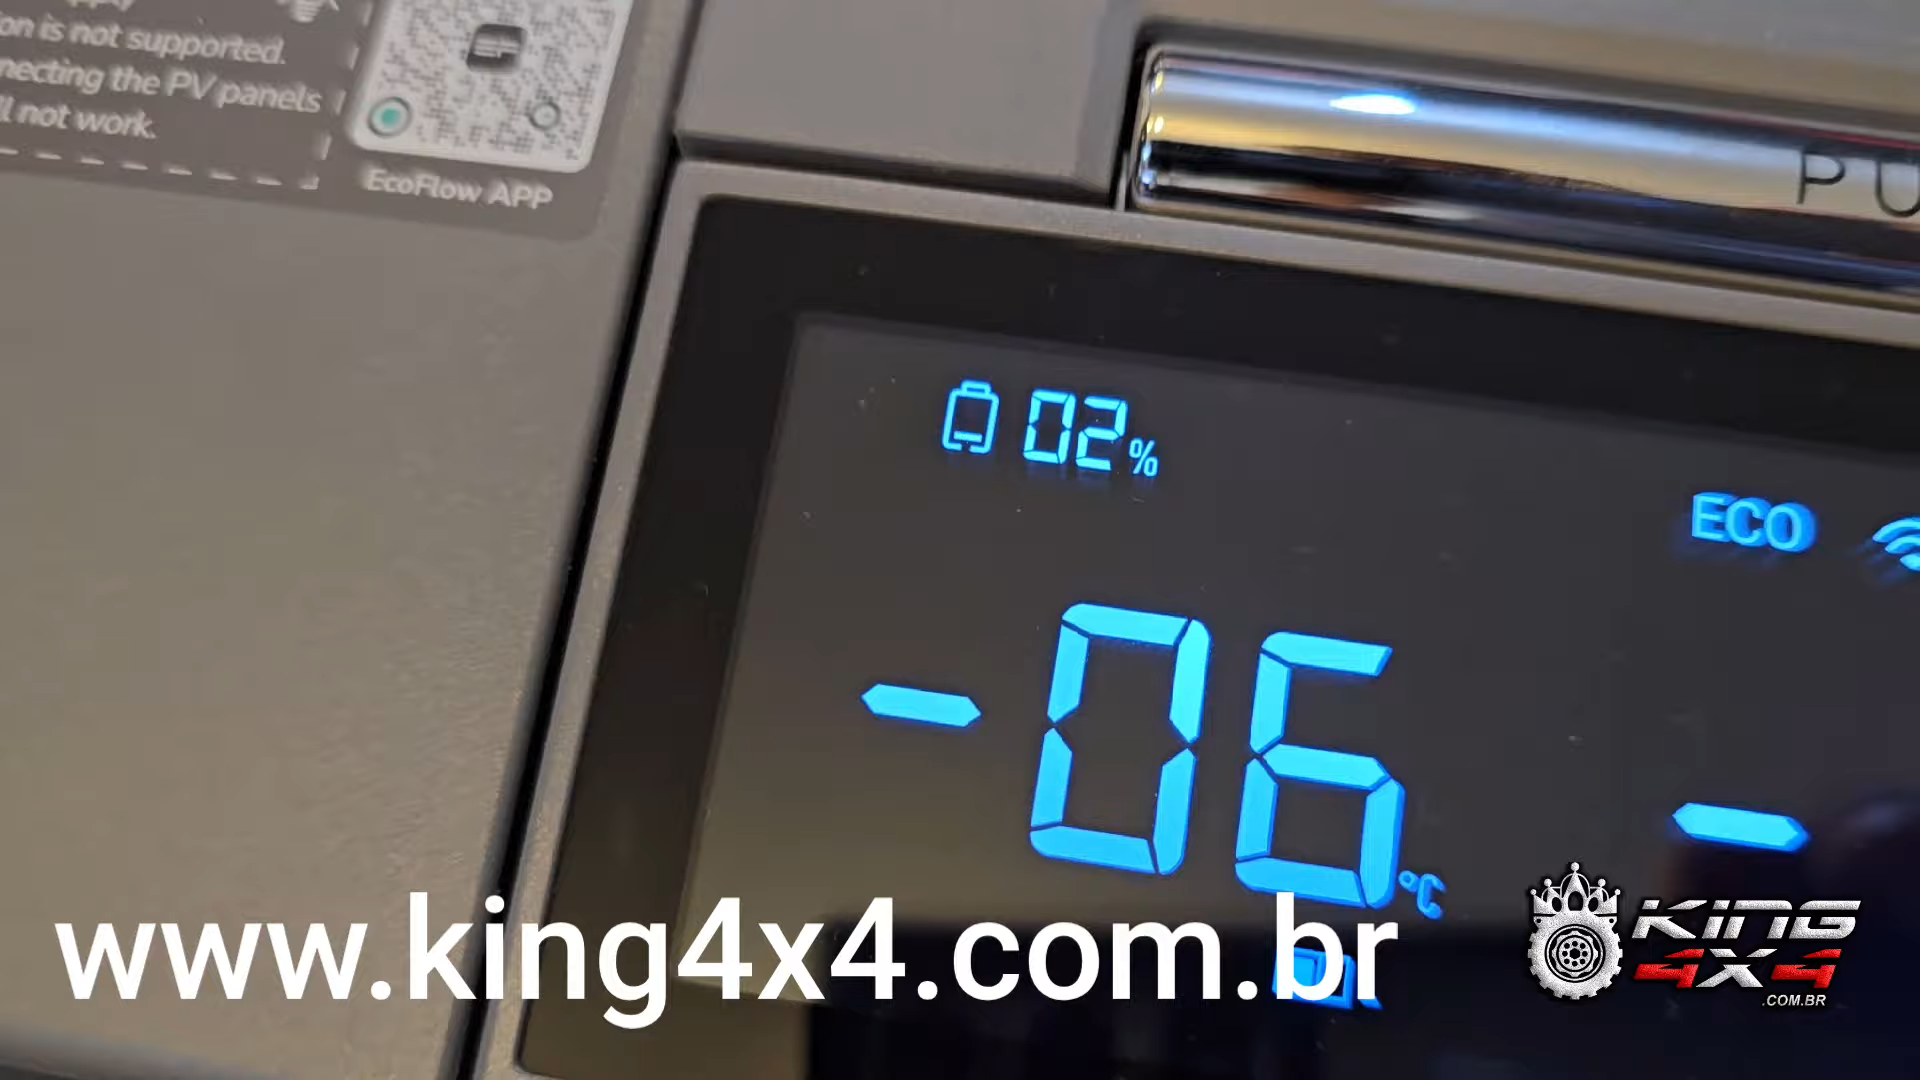 on is not supported.
necting the PV panels
ll not work.
EcoFlow APP
PU
02%
ECO
-06°C
-
www.king4x4.com.br
KING
4X4
.COM.BR